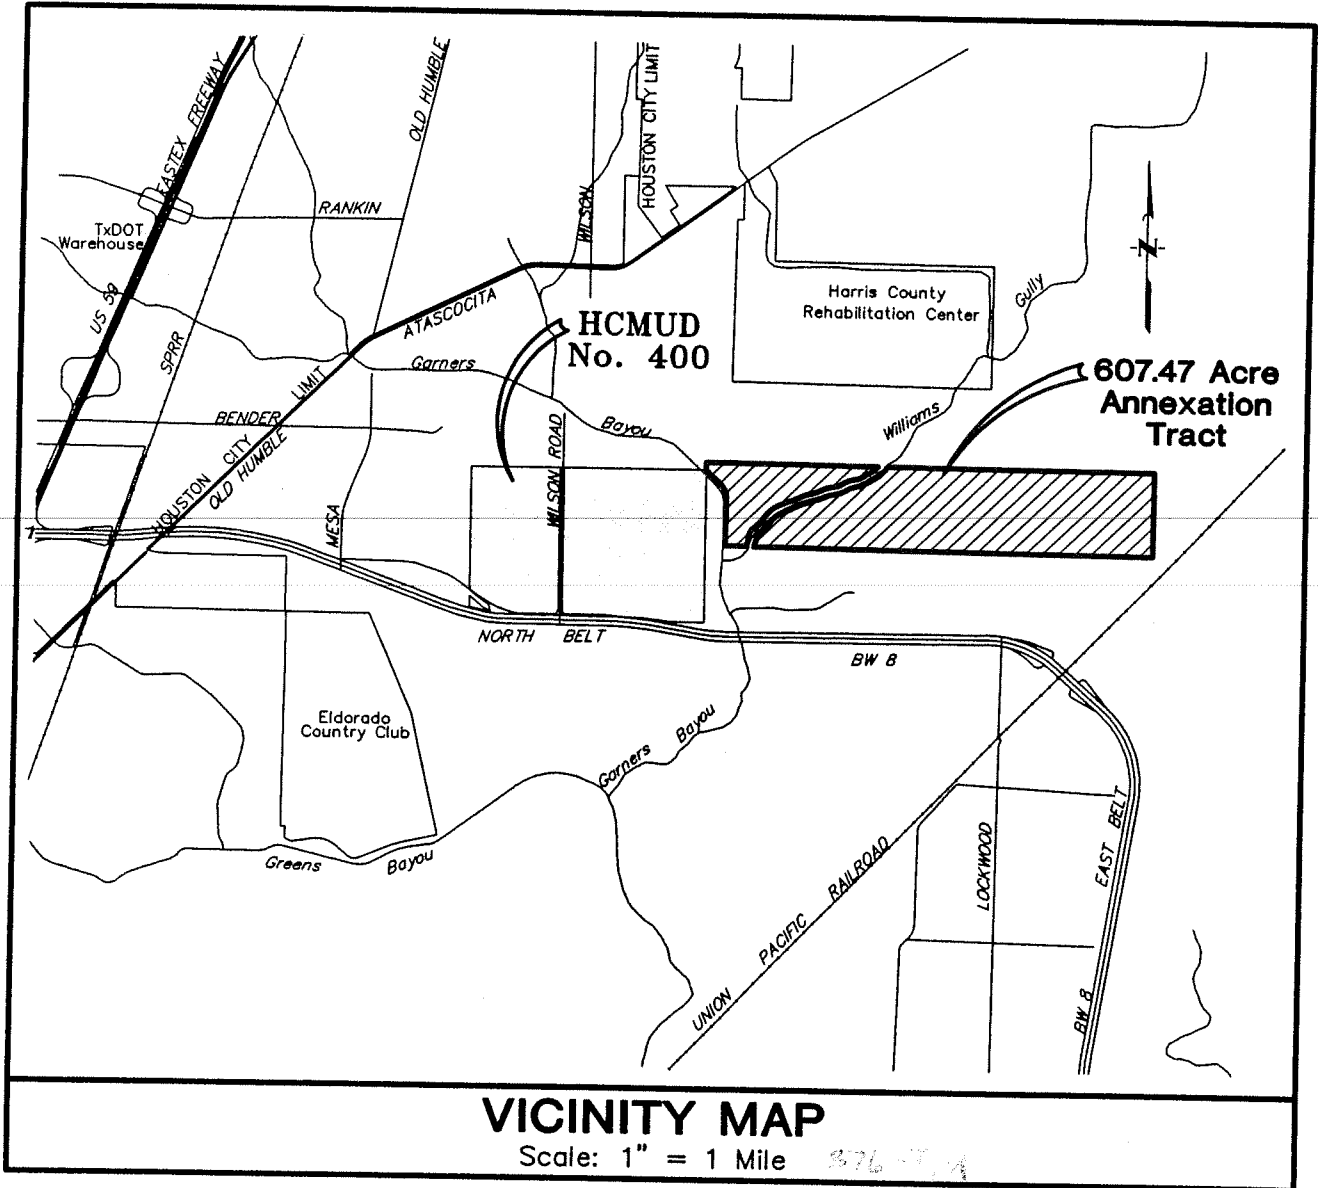 EASTEX FREEWAY
OLD HUMBLE
HOUSTON CITY LIMIT
WILSON
RANKIN
TxDOT
Warehouse
US 59
SPRR
ATASCOCITA
N
Harris County
Rehabilitation Center
Gully
HCMUD
No. 400
Garners
Bayou
607.47 Acre
Annexation
Tract
Williams
BENDER
HOUSTON CITY LIMIT
OLD HUMBLE
MESA
WILSON ROAD
NORTH BELT
BW 8
Eldorado
Country Club
Garners Bayou
Greens Bayou
UNION PACIFIC RAILROAD
LOCKWOOD
EAST BELT
BW 8
VICINITY MAP
Scale: 1" = 1 Mile